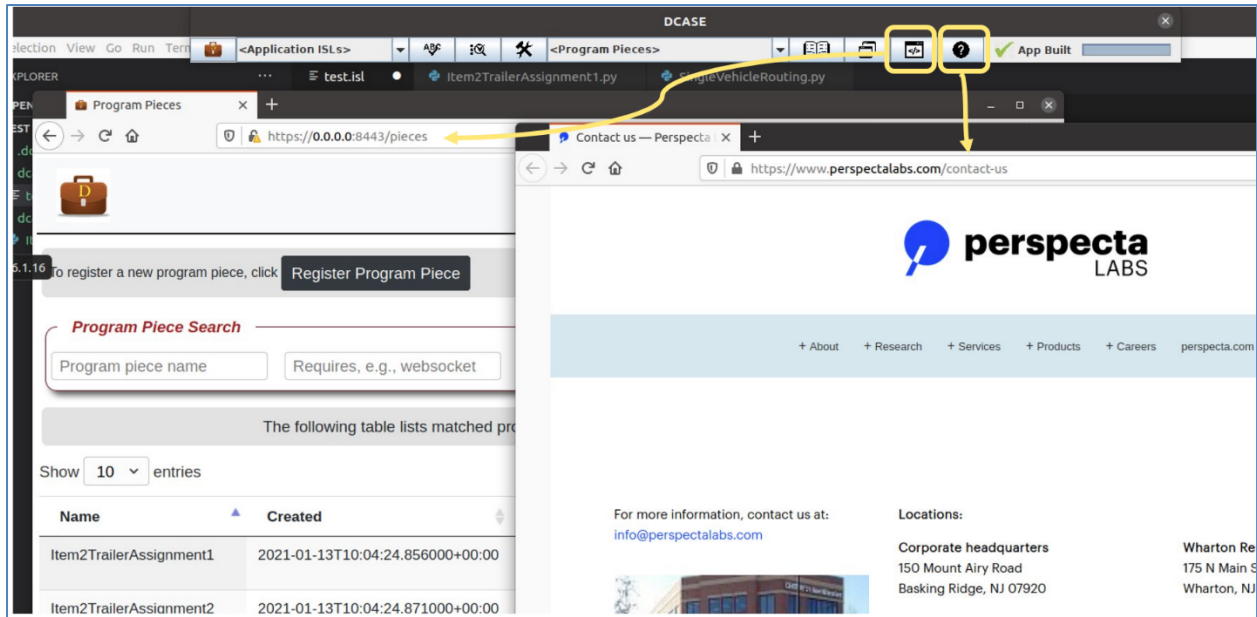 DCASE
election View Go Run Tern
<Application ISLs>
ABC
<Program Pieces>
App Built
XPLORER
test.isl
Item2TrailerAssignment1.py
SingleVehicleRouting.py
Program Pieces
https://0.0.0.0:8443/pieces
D
6.1.16
To register a new program piece, click Register Program Piece
Program Piece Search
Program piece name
Requires, e.g., websocket
The following table lists matched pro
Show 10 entries
Name Created
Item2TrailerAssignment1 2021-01-13T10:04:24.856000+00:00
Item2TrailerAssignment2 2021-01-13T10:04:24.871000+00:00
Contact us — Perspecta
https://www.perspectalabs.com/contact-us
perspecta
LABS
+ About + Research + Services + Products + Careers perspecta.com
For more information, contact us at:
info@perspectalabs.com
Locations:
Corporate headquarters
150 Mount Airy Road
Basking Ridge, NJ 07920
Wharton Re
175 N Main S
Wharton, NJ